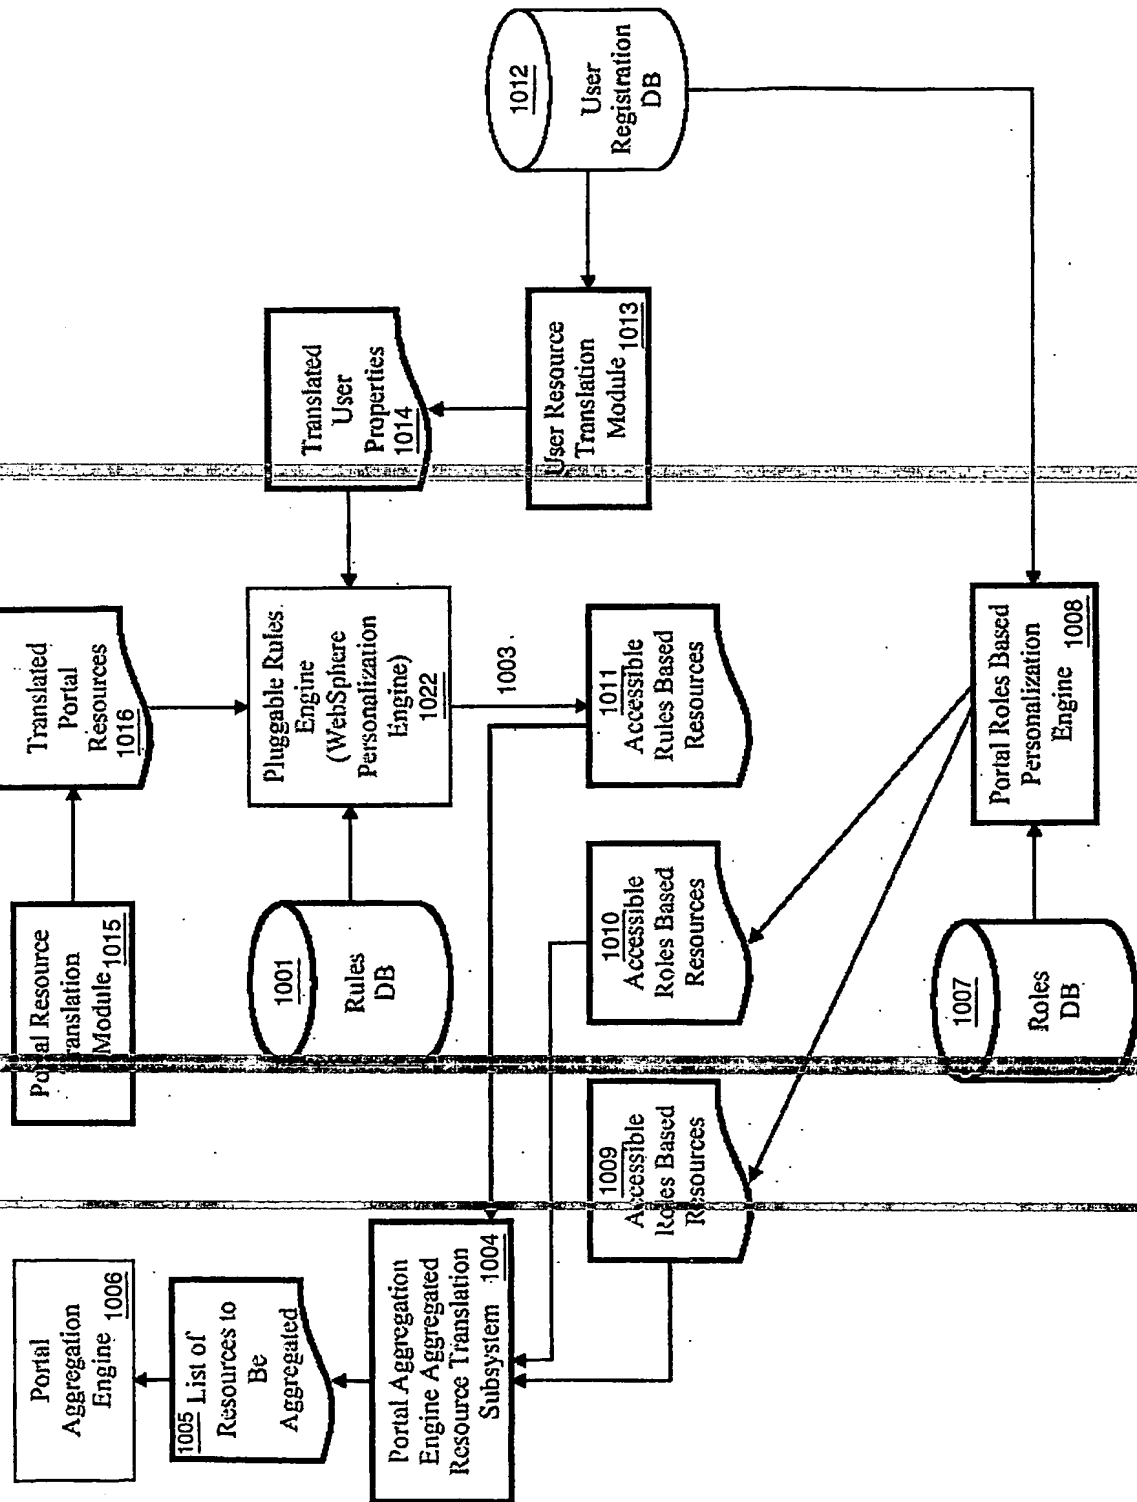 Portal
Aggregation
Engine 1006
1005 List of
Resources to
Be
Aggregated
Portal Aggregation
Engine Aggregated
Resource Translation
Subsystem 1004
Portal Resource
Translation
Module 1015
Translated
Portal
Resources
1016
1001
Rules
DB
Pluggable Rules.
Engine
(WebSphere
Personalization
Engine)
1022
1003.
Translated
User
Properties
1014
User Resource
Translation
Module 1013
1012
User
Registration
DB
1009
Accessible
Roles Based
Resources
1010
Accessible
Roles Based
Resources
1011
Accessible
Rules Based
Resources
1007
Roles
DB
Portal Roles Based
Personalization
Engine 1008